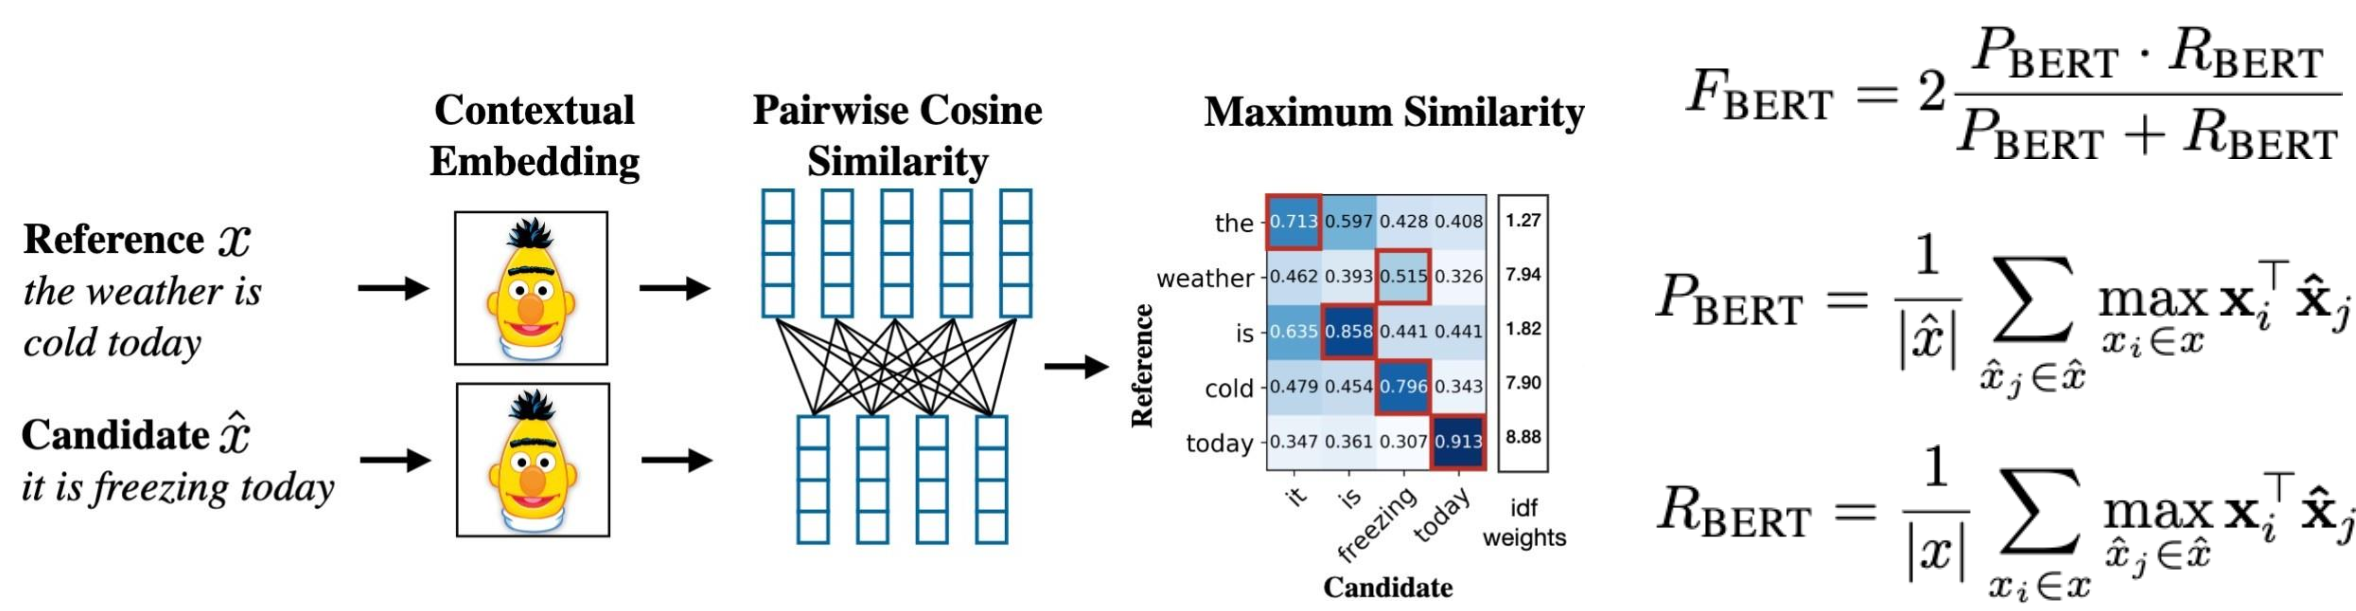 Reference x
the weather is
cold today
Candidate x̂
it is freezing today
Contextual
Embedding
Pairwise Cosine
Similarity
Maximum Similarity
Reference
the 0.713 0.597 0.428 0.408 1.27
weather 0.462 0.393 0.515 0.326 7.94
is 0.635 0.858 0.441 0.441 1.82
cold 0.479 0.454 0.796 0.343 7.90
today 0.347 0.361 0.307 0.913 8.88
it is freezing today
idf
weights
Candidate
F_BERT = 2 (P_BERT · R_BERT) / (P_BERT + R_BERT)
P_BERT = 1/|x̂| ∑_{x̂_j∈x̂} max_{x_i∈x} x_i^⊤ x̂_j
R_BERT = 1/|x| ∑_{x_i∈x} max_{x̂_j∈x̂} x_i^⊤ x̂_j